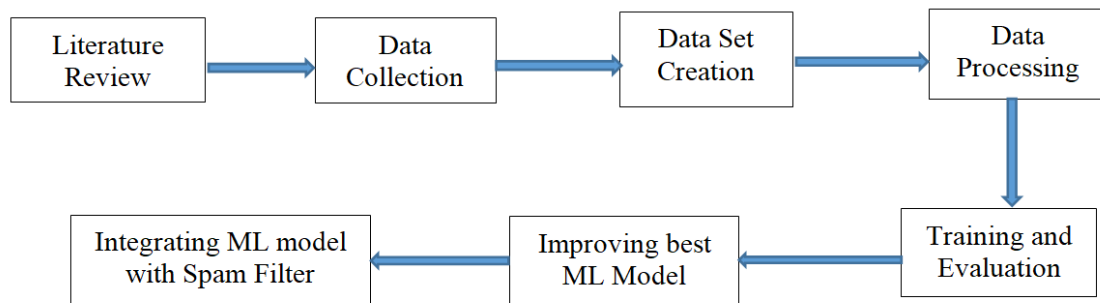 Literature
Review
Data
Collection
Data Set
Creation
Data
Processing
Training and
Evaluation
Improving best
ML Model
Integrating ML model
with Spam Filter